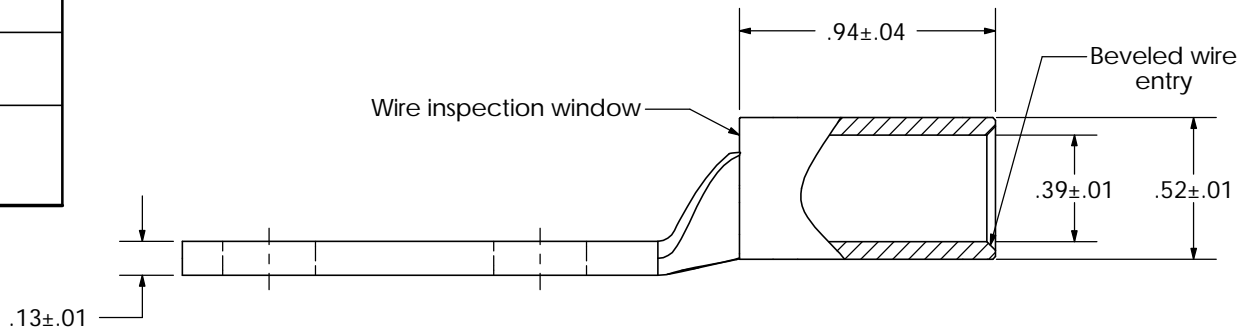 .94±.04
Beveled wire
entry
Wire inspection window
.39±.01
.52±.01
.13±.01